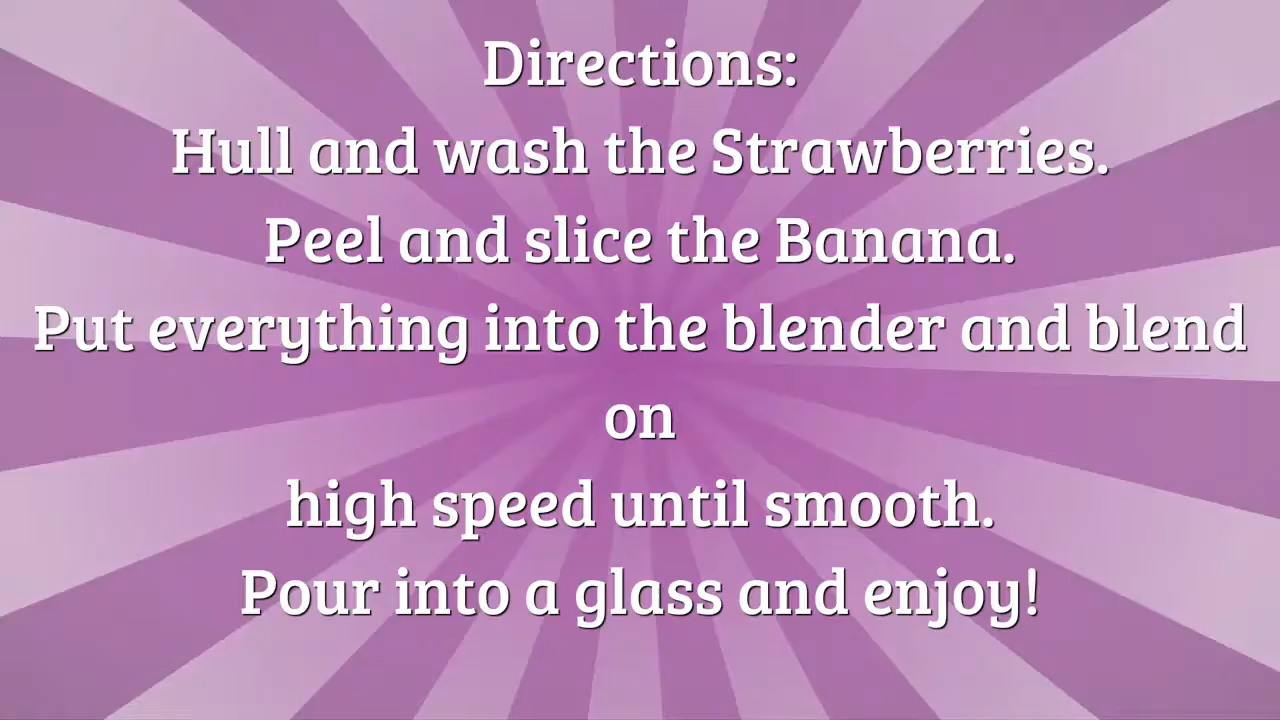 Directions:
Hull and wash the Strawberries.
Peel and slice the Banana.
Put everything into the blender and blend
on
high speed until smooth.
Pour into a glass and enjoy!